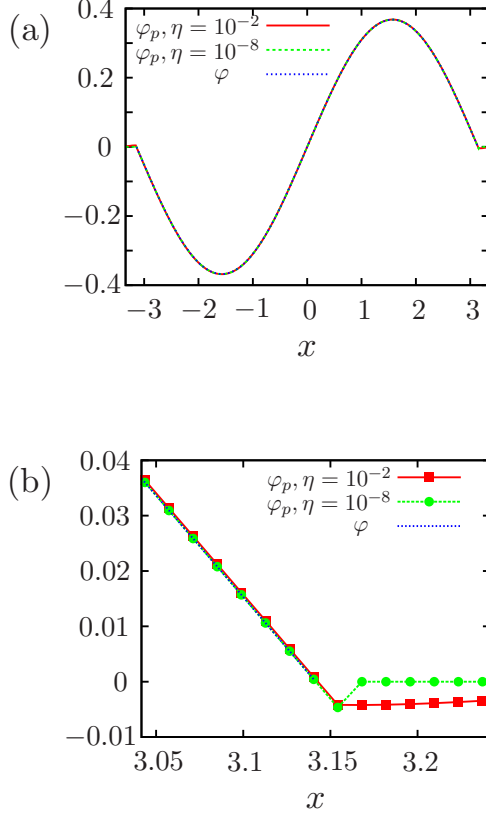 (a)
0.4
φ_p, η = 10^{-2}
φ_p, η = 10^{-8}
φ
0.2
0
−0.2
−0.4
−3 −2 −1 0 1 2 3
x
(b)
0.04
φ_p, η = 10^{-2}
φ_p, η = 10^{-8}
φ
0.03
0.02
0.01
0
−0.01
3.05 3.1 3.15 3.2
x